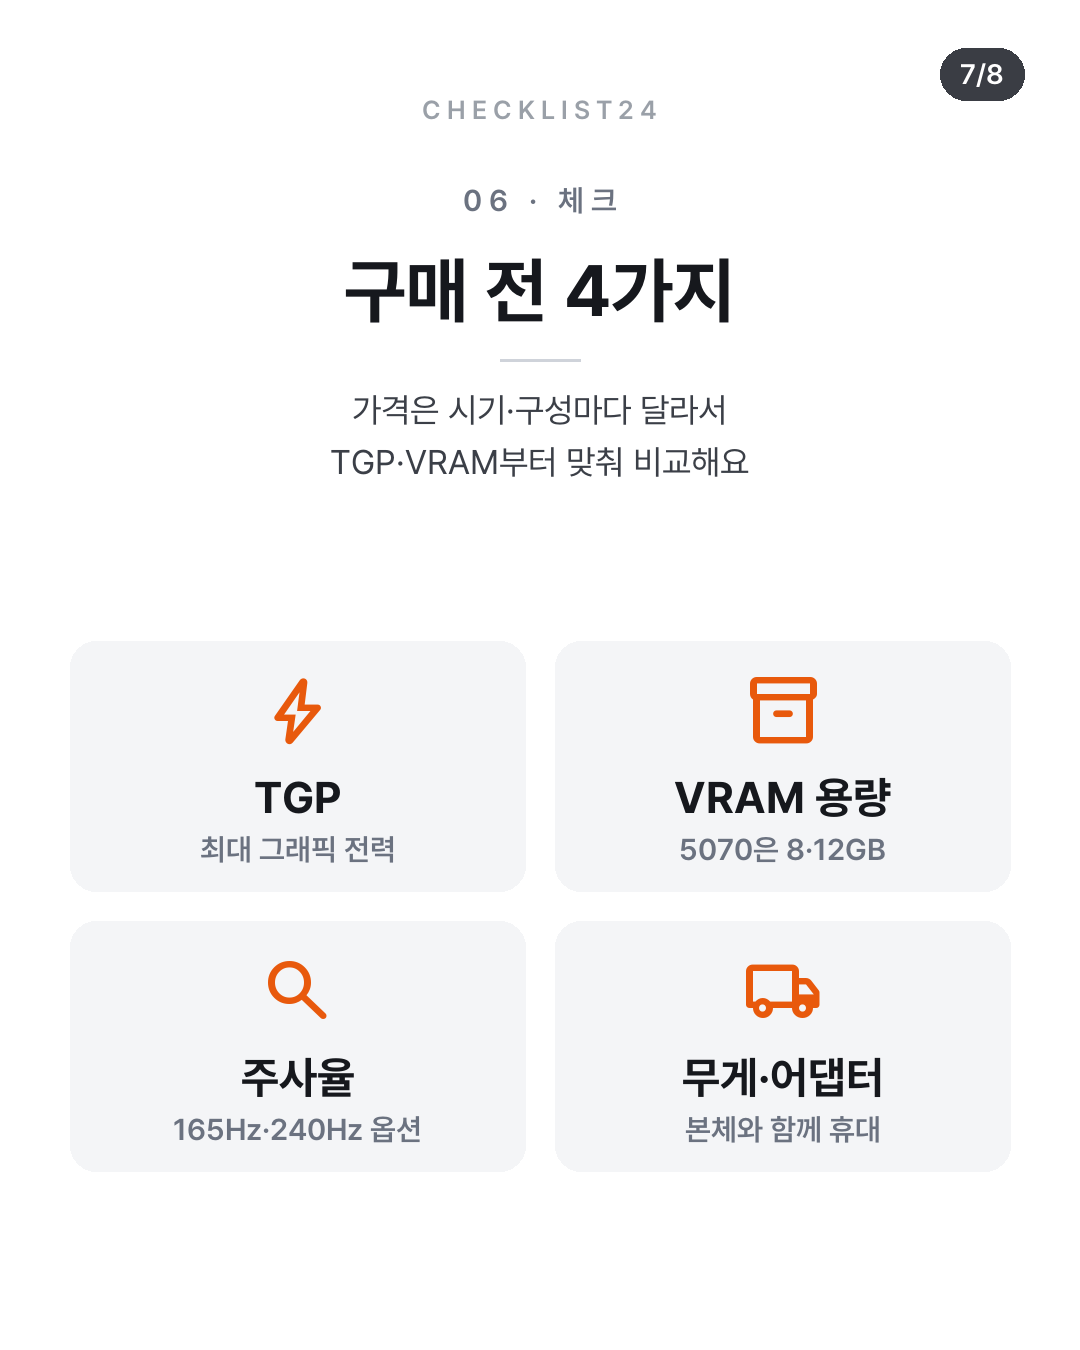 7/8
CHECKLIST24
06 · 체크
구매 전 4가지
가격은 시기·구성마다 달라서
TGP·VRAM부터 맞춰 비교해요
TGP
최대 그래픽 전력
VRAM 용량
5070은 8·12GB
주사율
165Hz·240Hz 옵션
무게·어댑터
본체와 함께 휴대